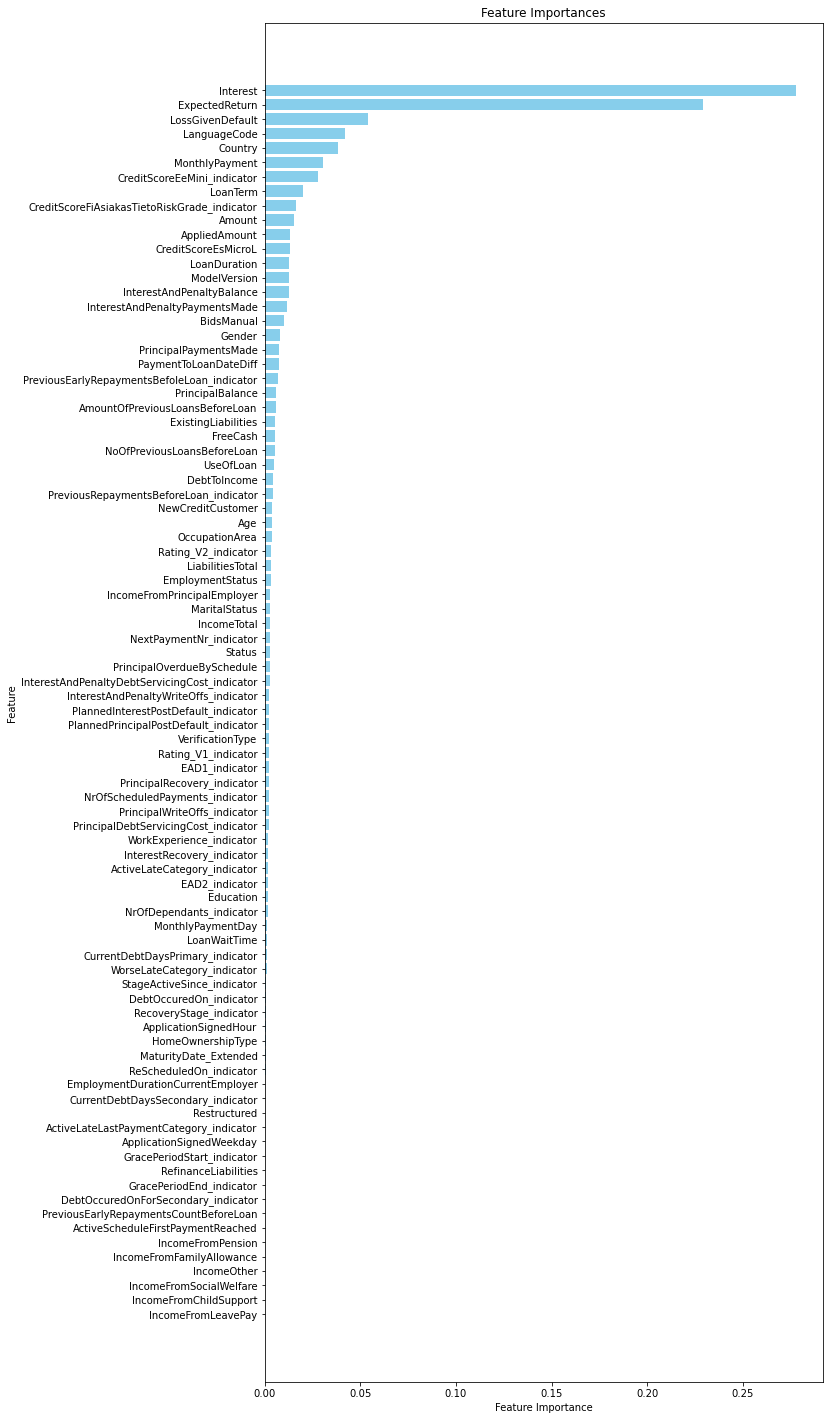 Feature Importances
Interest
ExpectedReturn
LossGivenDefault
LanguageCode
Country
MonthlyPayment
CreditScoreEeMini_indicator
LoanTerm
CreditScoreFiAsiakasTietoRiskGrade_indicator
Amount
AppliedAmount
CreditScoreEsMicroL
LoanDuration
ModelVersion
InterestAndPenaltyBalance
InterestAndPenaltyPaymentsMade
BidsManual
Gender
PrincipalPaymentsMade
PaymentToLoanDateDiff
PreviousEarlyRepaymentsBefoleLoan_indicator
PrincipalBalance
AmountOfPreviousLoansBeforeLoan
ExistingLiabilities
FreeCash
NoOfPreviousLoansBeforeLoan
UseOfLoan
DebtToIncome
PreviousRepaymentsBeforeLoan_indicator
NewCreditCustomer
Age
OccupationArea
Rating_V2_indicator
LiabilitiesTotal
EmploymentStatus
IncomeFromPrincipalEmployer
MaritalStatus
IncomeTotal
NextPaymentNr_indicator
Status
PrincipalOverdueBySchedule
InterestAndPenaltyDebtServicingCost_indicator
InterestAndPenaltyWriteOffs_indicator
PlannedInterestPostDefault_indicator
PlannedPrincipalPostDefault_indicator
VerificationType
Rating_V1_indicator
EAD1_indicator
PrincipalRecovery_indicator
NrOfScheduledPayments_indicator
PrincipalWriteOffs_indicator
PrincipalDebtServicingCost_indicator
WorkExperience_indicator
InterestRecovery_indicator
ActiveLateCategory_indicator
EAD2_indicator
Education
NrOfDependants_indicator
MonthlyPaymentDay
LoanWaitTime
CurrentDebtDaysPrimary_indicator
WorseLateCategory_indicator
StageActiveSince_indicator
DebtOccuredOn_indicator
RecoveryStage_indicator
ApplicationSignedHour
HomeOwnershipType
MaturityDate_Extended
ReScheduledOn_indicator
EmploymentDurationCurrentEmployer
CurrentDebtDaysSecondary_indicator
Restructured
ActiveLateLastPaymentCategory_indicator
ApplicationSignedWeekday
GracePeriodStart_indicator
RefinanceLiabilities
GracePeriodEnd_indicator
DebtOccuredOnForSecondary_indicator
PreviousEarlyRepaymentsCountBeforeLoan
ActiveScheduleFirstPaymentReached
IncomeFromPension
IncomeFromFamilyAllowance
IncomeOther
IncomeFromSocialWelfare
IncomeFromChildSupport
IncomeFromLeavePay
Feature
0.00 0.05 0.10 0.15 0.20 0.25
Feature Importance